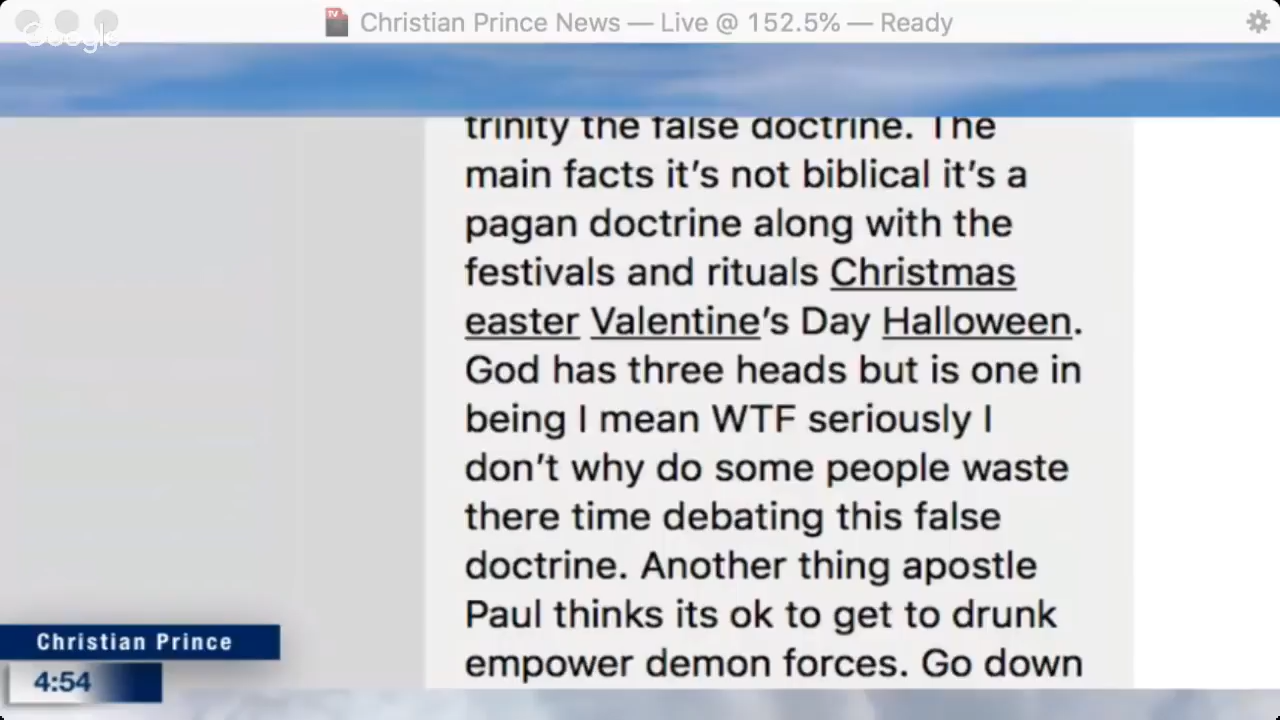 Christian Prince News — Live @ 152.5% — Ready
Google
trinity the false doctrine. The
main facts it’s not biblical it’s a
pagan doctrine along with the
festivals and rituals Christmas
easter Valentine’s Day Halloween.
God has three heads but is one in
being I mean WTF seriously I
don’t why do some people waste
there time debating this false
doctrine. Another thing apostle
Paul thinks its ok to get to drunk
empower demon forces. Go down
Christian Prince
4:54